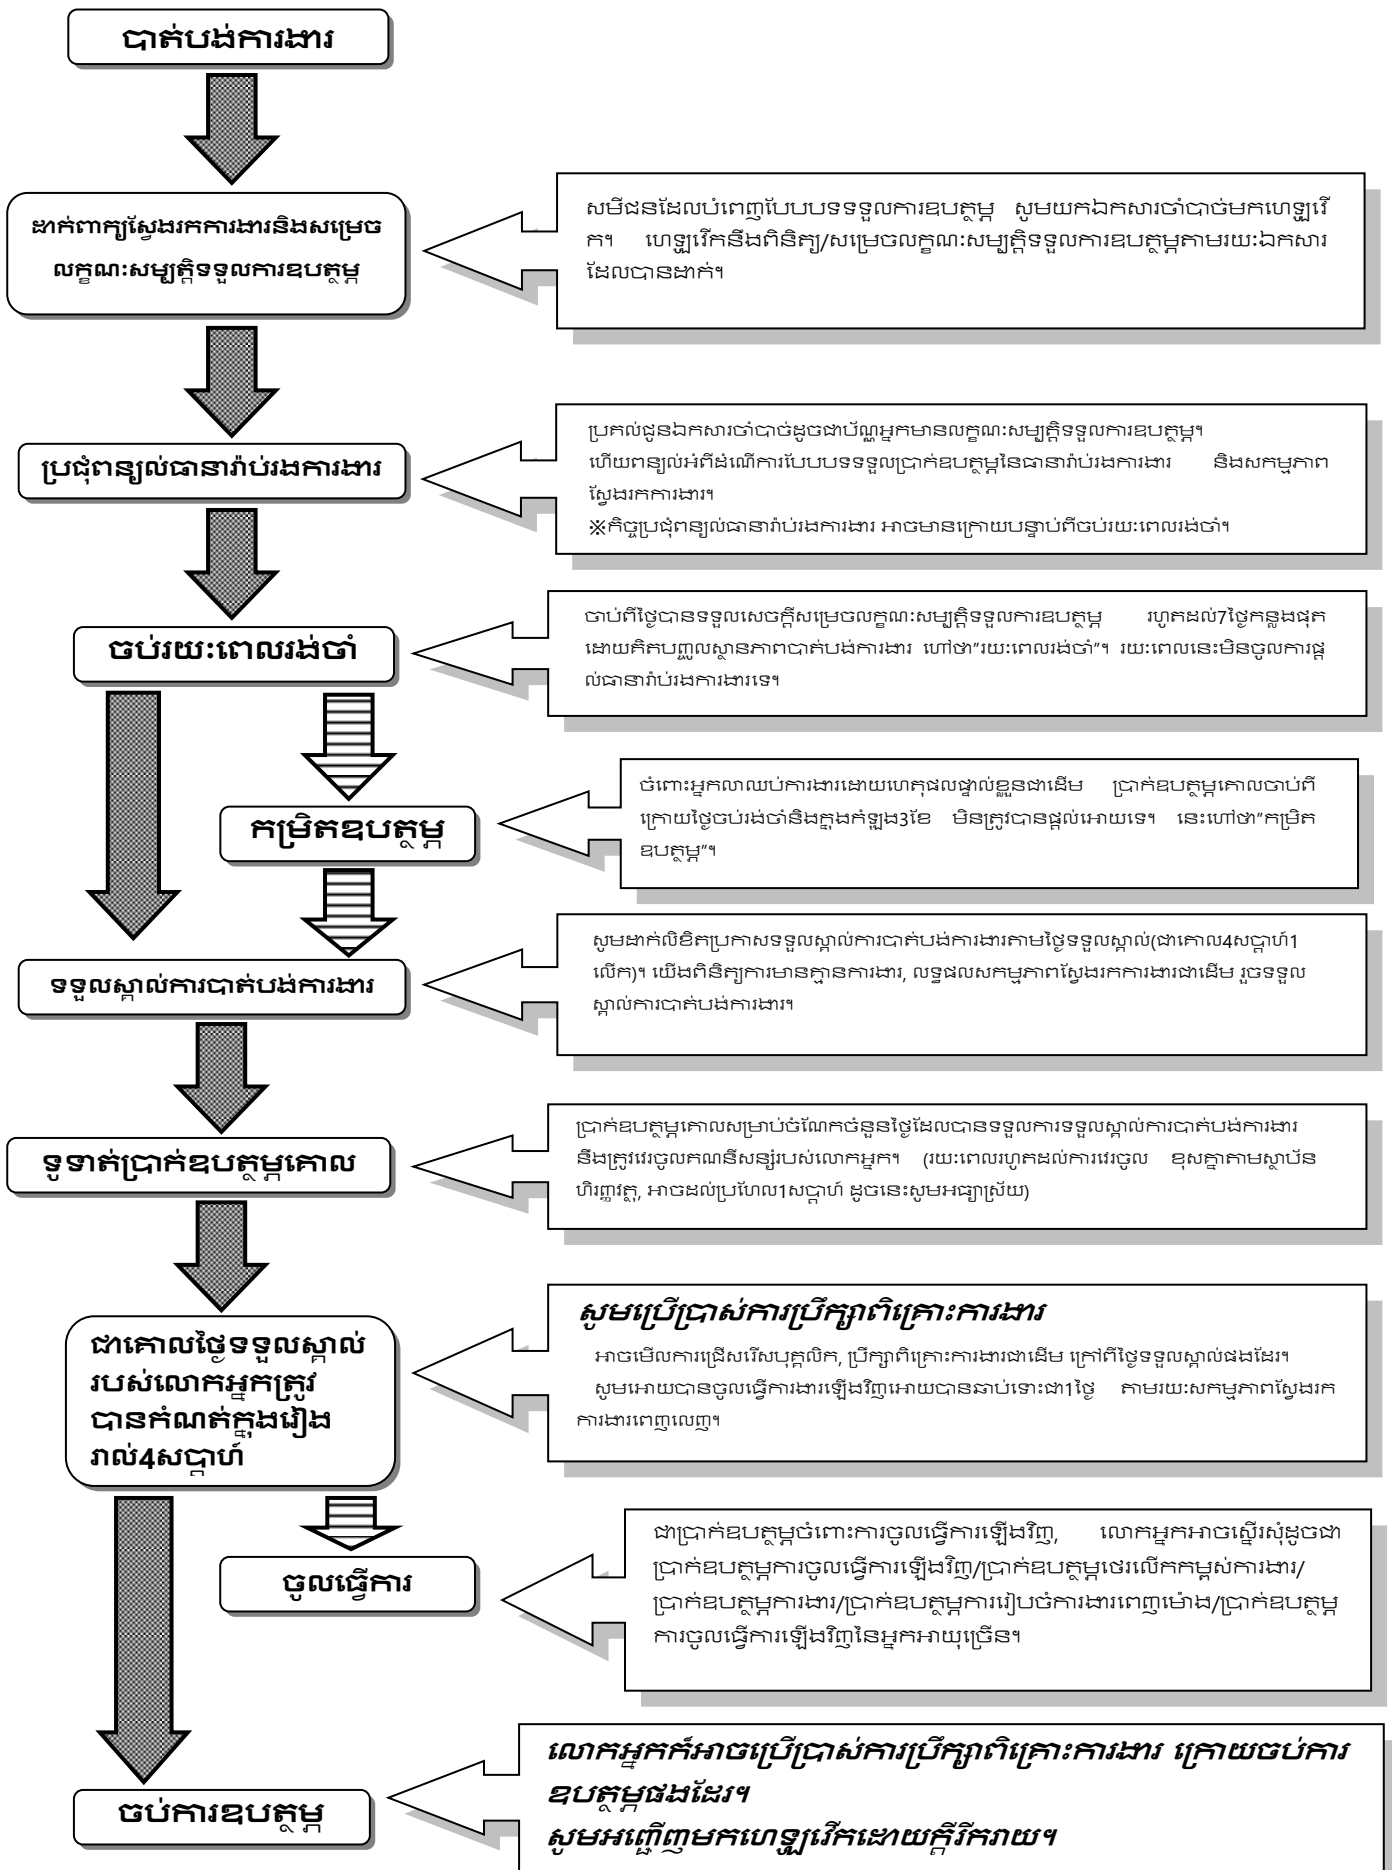 បាត់បង់ការងារ
ដាក់ពាក្យស្វែងរកការងារនិងសម្រេច
លក្ខណៈសម្បត្តិទទួលការឧបត្ថម្ភ
សមីជនដែលបំពេញបែបបទទទួលការឧបត្ថម្ភ សូមយកឯកសារចាំបាច់មកហេឡូវើ
ក។ ហេឡូវើកនឹងពិនិត្យ/សម្រេចលក្ខណៈសម្បត្តិទទួលការឧបត្ថម្ភតាមរយៈឯកសារ
ដែលបានដាក់។
ប្រជុំពន្យល់ធានារ៉ាប់រងការងារ
ប្រគល់ជូនឯកសារចាំបាច់ដូចជាប័ណ្ណអ្នកមានលក្ខណៈសម្បត្តិទទួលការឧបត្ថម្ភ។
ហើយពន្យល់អំពីដំណើការបែបបទទទួលប្រាក់ឧបត្ថម្ភនៃធានារ៉ាប់រងការងារ និងសកម្មភាព
ស្វែងរកការងារ។
※កិច្ចប្រជុំពន្យល់ធានារ៉ាប់រងការងារ អាចមានក្រោយបន្ទាប់ពីចប់រយៈពេលរង់ចាំ។
ចប់រយៈពេលរង់ចាំ
ចាប់ពីថ្ងៃបានទទួលសេចក្តីសម្រេចលក្ខណៈសម្បត្តិទទួលការឧបត្ថម្ភ រហូតដល់7ថ្ងៃកន្លងផុត
ដោយគិតបញ្ចូលស្ថានភាពបាត់បង់ការងារ ហៅថា"រយៈពេលរង់ចាំ"។ រយៈពេលនេះមិនចូលការផ្ត
ល់ធានារ៉ាប់រងការងារទេ។
កម្រិតឧបត្ថម្ភ
ចំពោះអ្នកលាឈប់ការងារដោយហេតុផលផ្ទាល់ខ្លួនជាដើម ប្រាក់ឧបត្ថម្ភគោលចាប់ពី
ក្រោយថ្ងៃចប់រង់ចាំនិងក្នុងកំឡុង3ខែ មិនត្រូវបានផ្តល់អោយទេ។ នេះហៅថា"កម្រិត
ឧបត្ថម្ភ"។
ទទួលស្គាល់ការបាត់បង់ការងារ
សូមដាក់លិខិតប្រកាសទទួលស្គាល់ការបាត់បង់ការងារតាមថ្ងៃទទួលស្គាល់(ជាគោល4សប្តាហ៍1
លើក)។ យើងពិនិត្យការមានគ្មានការងារ, លទ្ធផលសកម្មភាពស្វែងរកការងារជាដើម រួចទទួល
ស្គាល់ការបាត់បង់ការងារ។
ទូទាត់ប្រាក់ឧបត្ថម្ភគោល
ប្រាក់ឧបត្ថម្ភគោលសម្រាប់ចំណែកចំនួនថ្ងៃដែលបានទទួលការទទួលស្គាល់ការបាត់បង់ការងារ
នឹងត្រូវវេរចូលគណនីសន្សំរបស់លោកអ្នក។ (រយៈពេលរហូតដល់ការវេរចូល ខុសគ្នាតាមស្ថាប័ន
ហិរញ្ញវត្ថុ, អាចដល់ប្រហែល1សប្តាហ៍ ដូចនេះសូមអធ្យាស្រ័យ)
ជាគោលថ្ងៃទទួលស្គាល់
របស់លោកអ្នកត្រូវ
បានកំណត់ក្នុងរៀង
រាល់4សប្តាហ៍
សូមប្រើប្រាស់ការប្រឹក្សាពិគ្រោះការងារ
អាចមើលការជ្រើសរើសបុគ្គលិក, ប្រឹក្សាពិគ្រោះការងារជាដើម ក្រៅពីថ្ងៃទទួលស្គាល់ផងដែរ។
សូមអោយបានចូលធ្វើការងារឡើងវិញអោយបានឆាប់ទោះជា1ថ្ងៃ តាមរយៈសកម្មភាពស្វែងរក
ការងារពេញលេញ។
ចូលធ្វើការ
ជាប្រាក់ឧបត្ថម្ភចំពោះការចូលធ្វើការឡើងវិញ, លោកអ្នកអាចស្នើរសុំដូចជា
ប្រាក់ឧបត្ថម្ភការចូលធ្វើការឡើងវិញ/ប្រាក់ឧបត្ថម្ភថេរលើកកម្ពស់ការងារ/
ប្រាក់ឧបត្ថម្ភការងារ/ប្រាក់ឧបត្ថម្ភការរៀបចំការងារពេញម៉ោង/ប្រាក់ឧបត្ថម្ភ
ការចូលធ្វើការឡើងវិញនៃអ្នកអាយុច្រើន។
ចប់ការឧបត្ថម្ភ
លោកអ្នកក៏អាចប្រើប្រាស់ការប្រឹក្សាពិគ្រោះការងារ ក្រោយចប់ការ
ឧបត្ថម្ភផងដែរ។
សូមអញ្ជើញមកហេឡូវើកដោយក្តីរីករាយ។